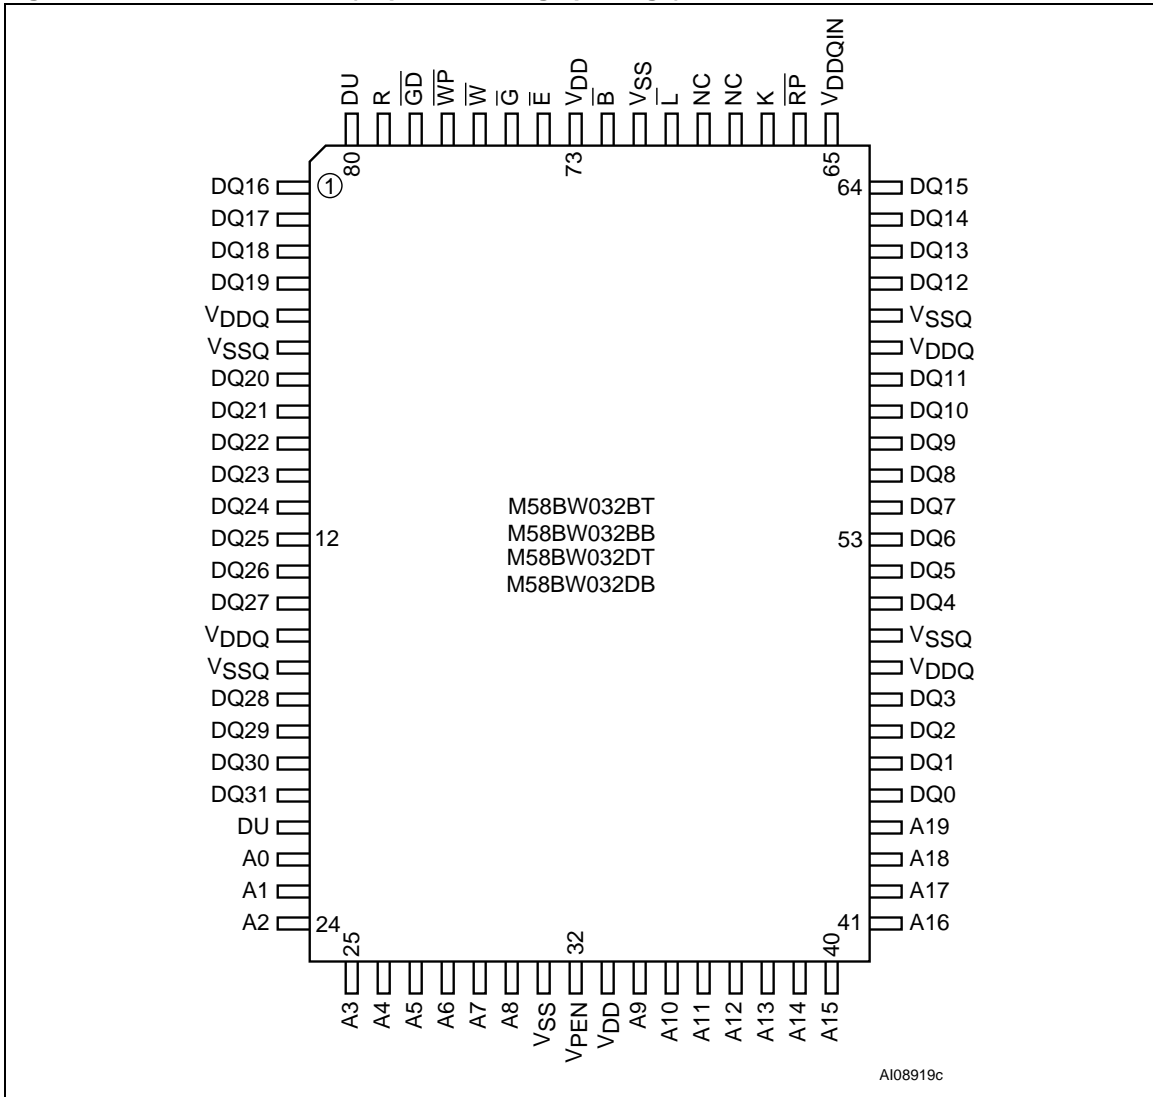 DU
R
GD
WP
W
G
E
VDD
B
VSS
L
NC
NC
K
RP
VDDQIN
80
73
65
DQ16
1
64
DQ15
DQ17
DQ14
DQ18
DQ13
DQ19
DQ12
VDDQ
VSSQ
VSSQ
VDDQ
DQ20
DQ11
DQ21
DQ10
DQ22
DQ9
DQ23
DQ8
DQ24
M58BW032BT
DQ7
DQ25
12
M58BW032BB
53
DQ6
M58BW032DT
DQ26
DQ5
M58BW032DB
DQ27
DQ4
VDDQ
VSSQ
VSSQ
VDDQ
DQ28
DQ3
DQ29
DQ2
DQ30
DQ1
DQ31
DQ0
DU
A19
A0
A18
A1
A17
A2
24
41
A16
25
32
40
A3
A4
A5
A6
A7
A8
VSS
VPEN
VDD
A9
A10
A11
A12
A13
A14
A15
AI08919c